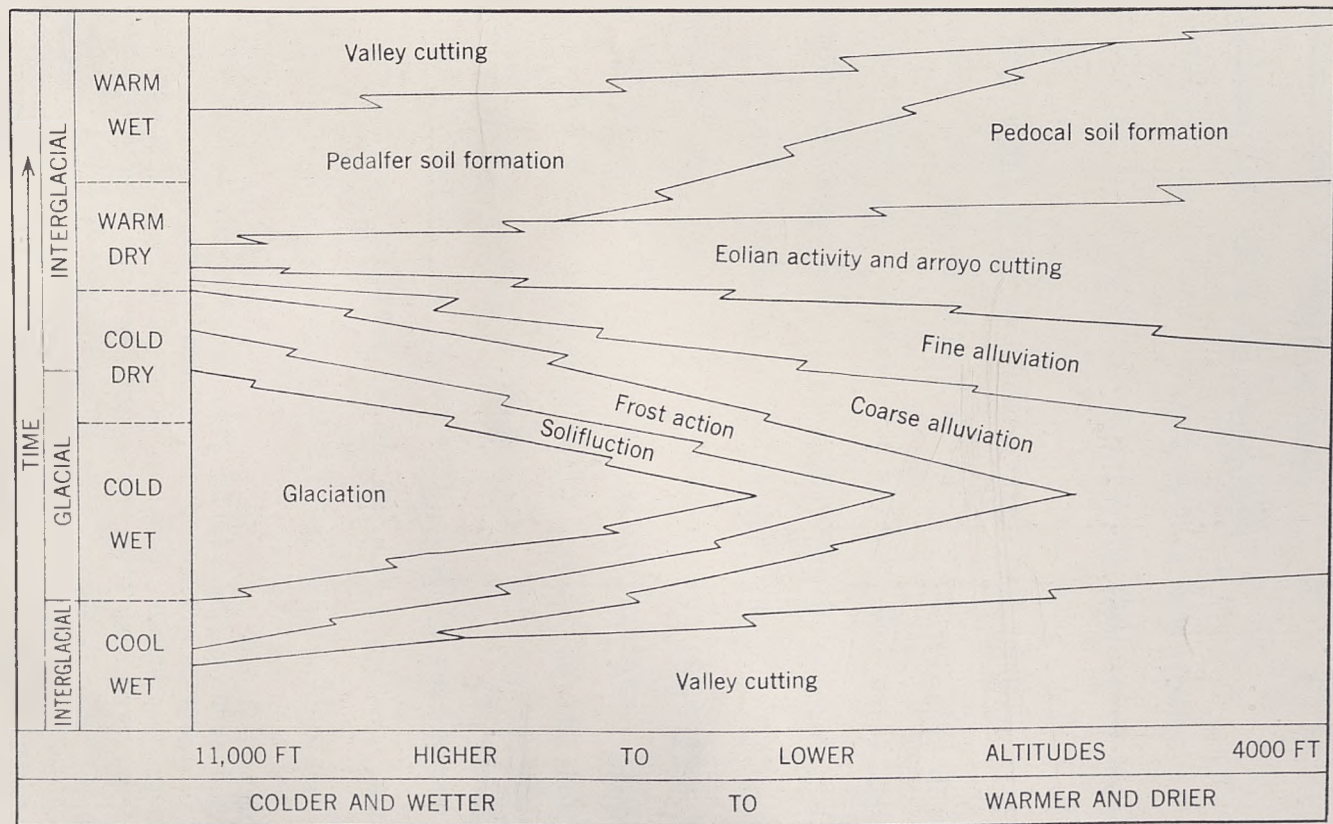 Valley cutting
WARM
WET
Pedalfer soil formation
Pedocal soil formation
INTERGLACIAL
WARM
DRY
Eolian activity and arroyo cutting
COLD
DRY
Fine alluviation
Coarse alluviation
Frost action
Solifluction
TIME
GLACIAL
COLD
WET
Glaciation
INTERGLACIAL
COOL
WET
Valley cutting
11,000 FT HIGHER TO LOWER ALTITUDES 4000 FT
COLDER AND WETTER TO WARMER AND DRIER